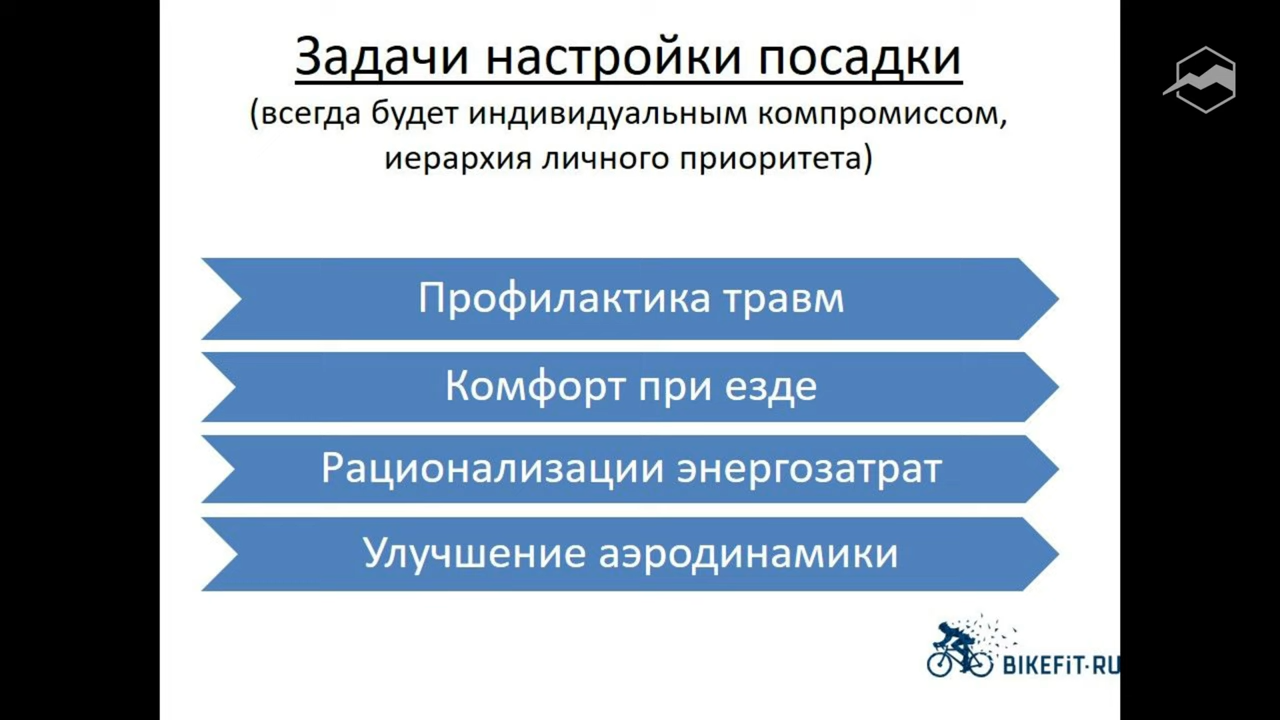 Задачи настройки посадки
(всегда будет индивидуальным компромиссом,
иерархия личного приоритета)
Профилактика травм
Комфорт при езде
Рационализации энергозатрат
Улучшение аэродинамики
BIKEFiT·RU